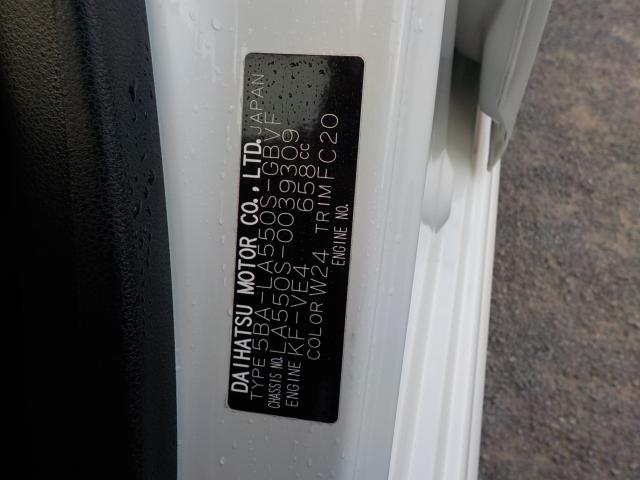 DAIHATSU MOTOR CO., LTD. JAPAN
TYPE 5BA-LA550S-GBVF
CHASSIS NO. LA550S-0039309
ENGINE KF-VE4 658cc
COLOR W24 TRIM FC20
ENGINE NO.